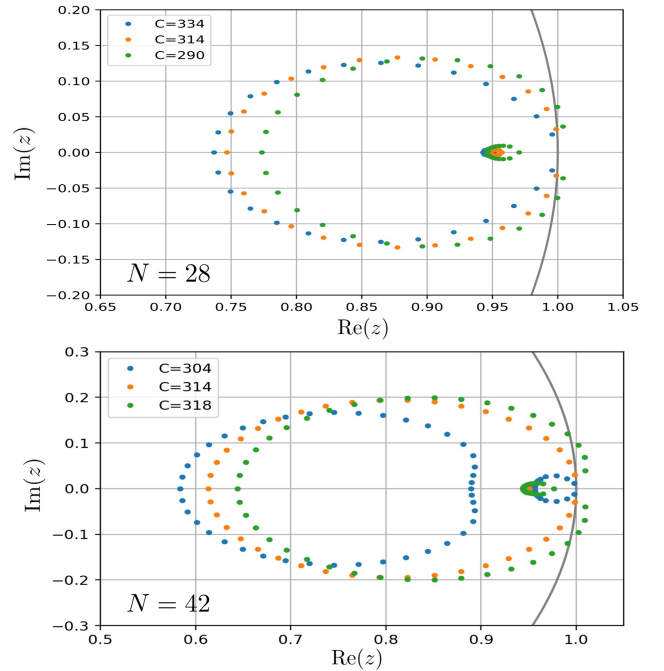 0.20
0.15
0.10
0.05
0.00
−0.05
−0.10
−0.15
−0.20
Im(z)
C=334
C=314
C=290
N = 28
0.65 0.70 0.75 0.80 0.85 0.90 0.95 1.00 1.05
Re(z)
0.3
0.2
0.1
0.0
−0.1
−0.2
−0.3
Im(z)
C=304
C=314
C=318
N = 42
0.5 0.6 0.7 0.8 0.9 1.0
Re(z)